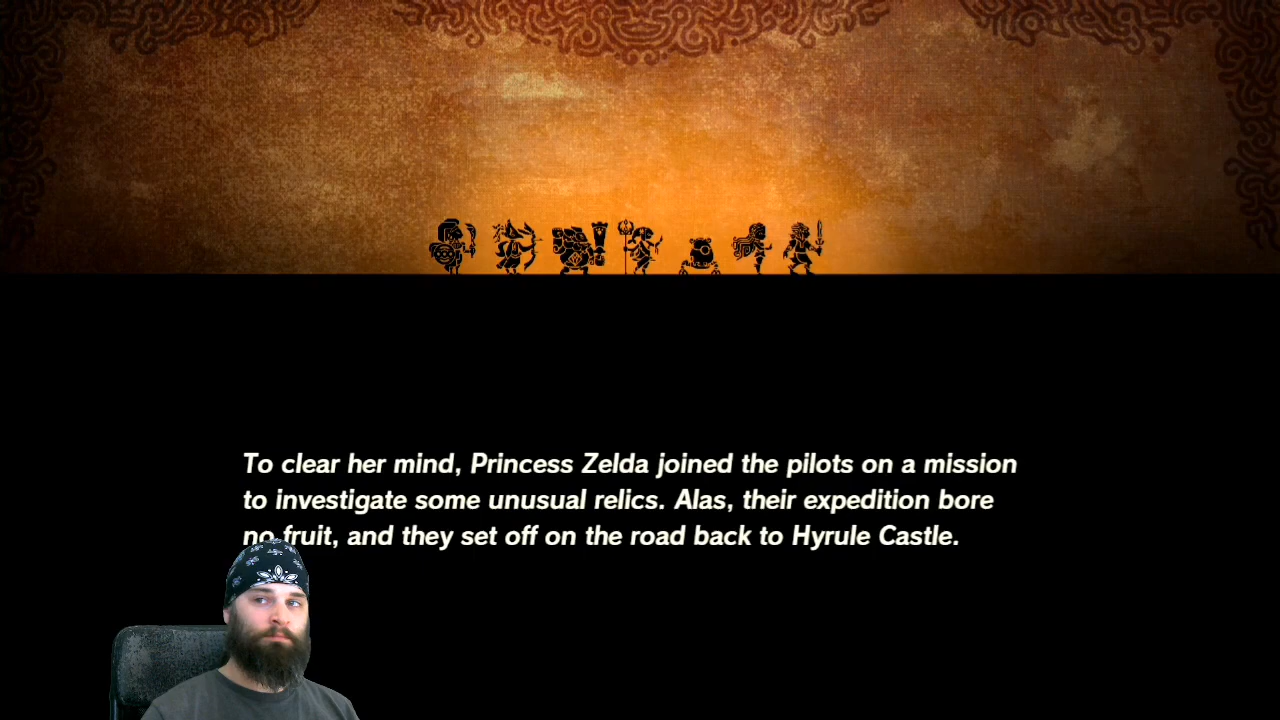 To clear her mind, Princess Zelda joined the pilots on a mission
to investigate some unusual relics. Alas, their expedition bore
no fruit, and they set off on the road back to Hyrule Castle.